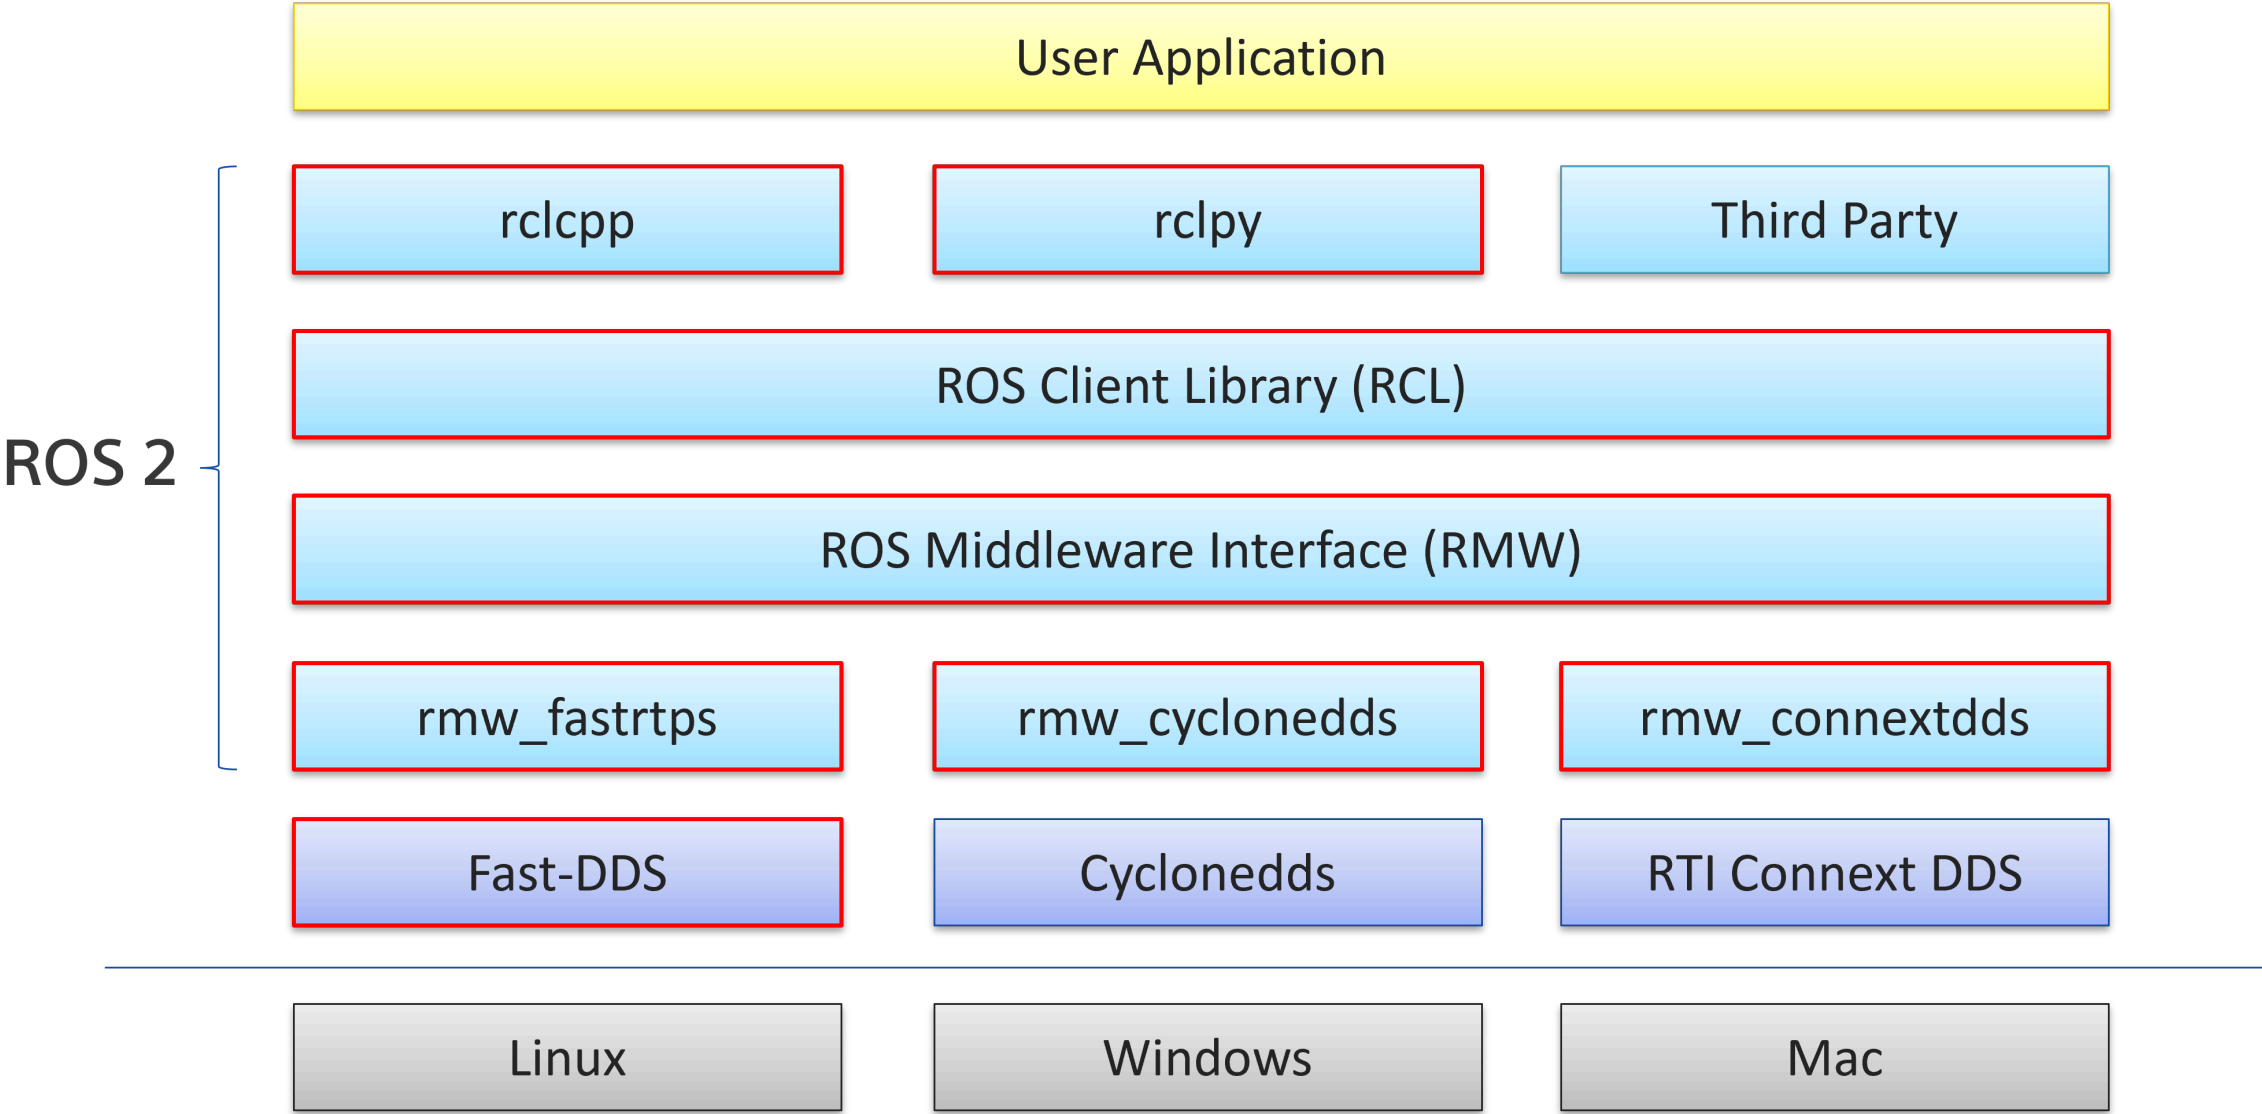 User Application
rclcpp
rclpy
Third Party
ROS Client Library (RCL)
ROS 2
ROS Middleware Interface (RMW)
rmw_fastrtps
rmw_cyclonedds
rmw_connextdds
Fast-DDS
Cyclonedds
RTI Connext DDS
Linux
Windows
Mac